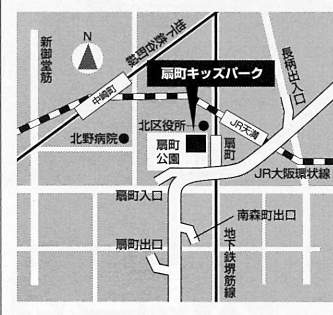 新御堂筋
N
地下鉄谷町線
中崎町
扇町キッズパーク
長柄出入口
北区役所
北野病院
扇町
公園
扇町
JR天満
JR大阪環状線
扇町入口
南森町出口
扇町出口
地下鉄堺筋線